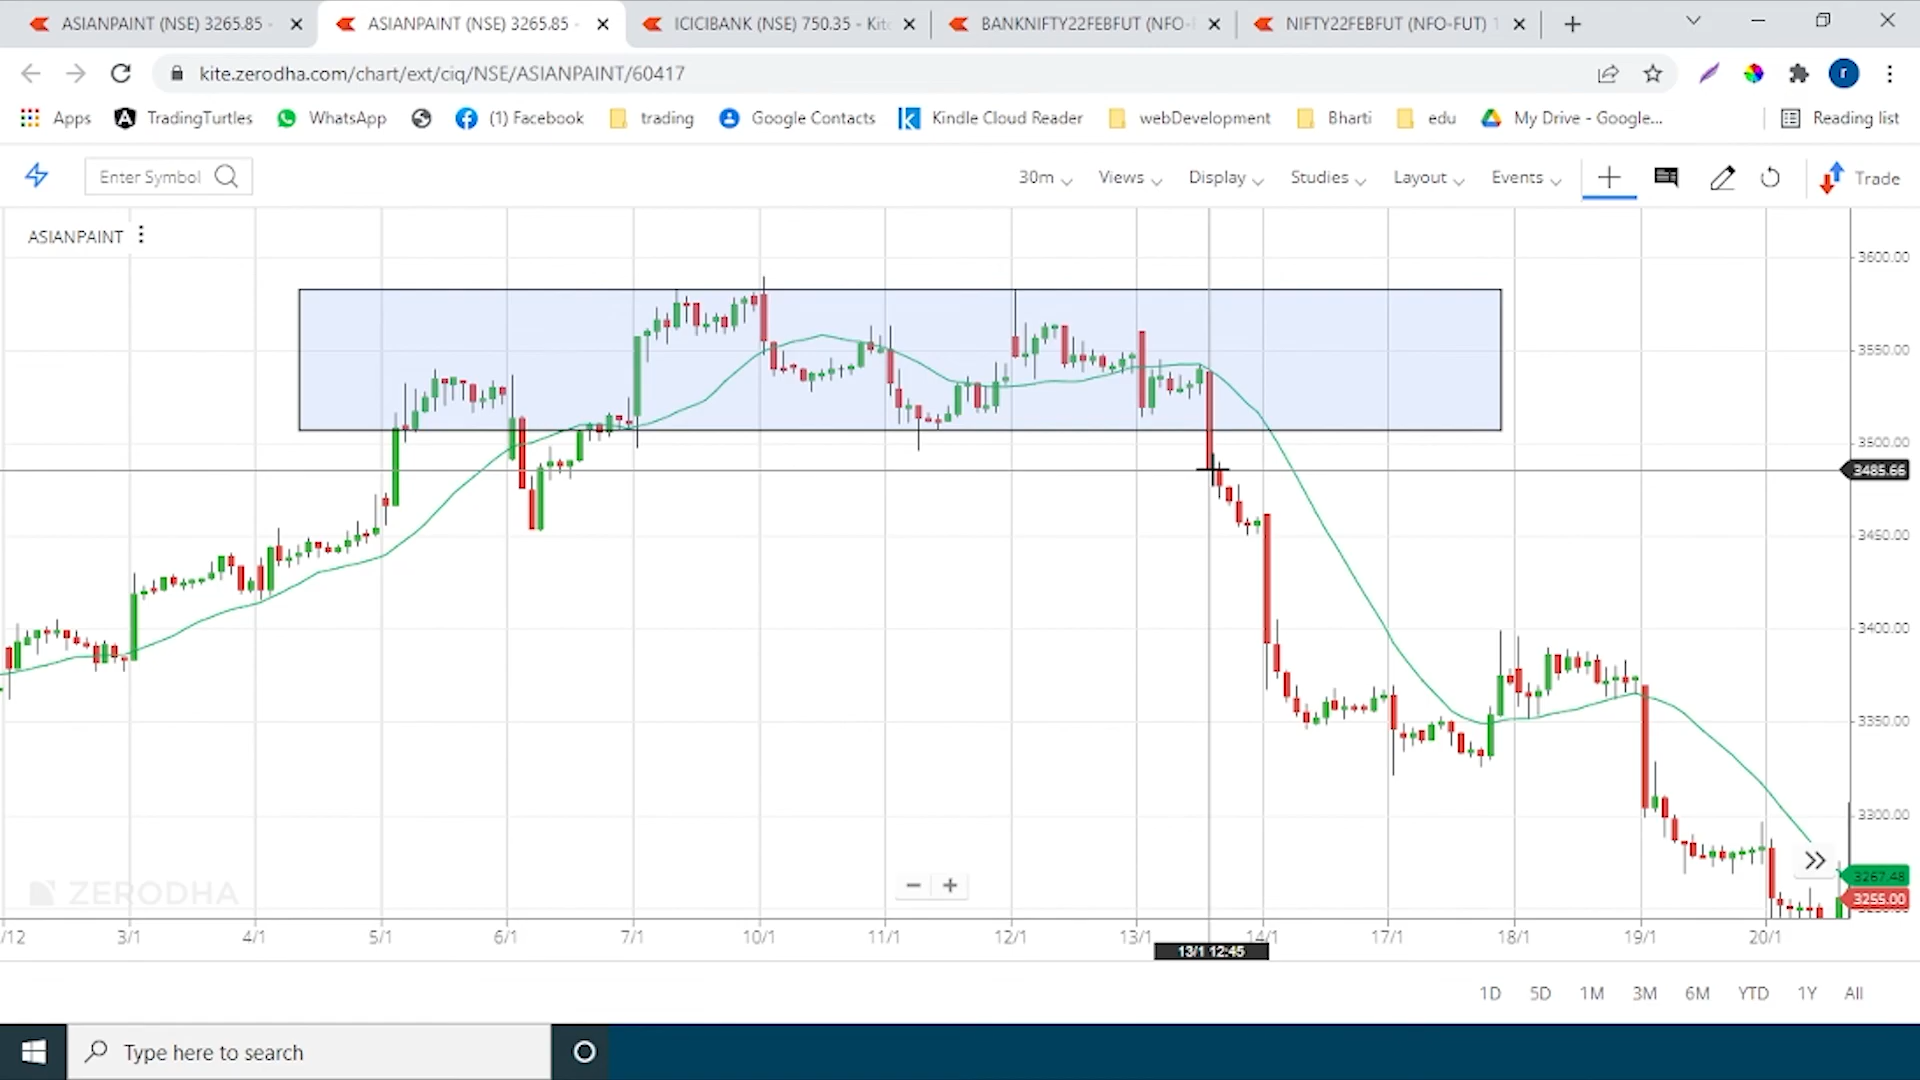 ASIANPAINT (NSE) 3265.85 -
ASIANPAINT (NSE) 3265.85 -
ICICIBANK (NSE) 750.35 - Kite
BANKNIFTY22FEBFUT (NFO-F
NIFTY22FEBFUT (NFO-FUT) 1
kite.zerodha.com/chart/ext/ciq/NSE/ASIANPAINT/60417
r
Apps TradingTurtles WhatsApp (1) Facebook trading Google Contacts Kindle Cloud Reader webDevelopment Bharti edu My Drive - Google... Reading list
Enter Symbol 30m Views Display Studies Layout Events Trade
ASIANPAINT
3600.00
3550.00
3500.00
3485.66
3450.00
3400.00
3350.00
3300.00
3267.48
3255.00
ZERODHA
/12 3/1 4/1 5/1 6/1 7/1 10/1 11/1 12/1 13/1 14/1 17/1 18/1 19/1 20/1
13/1 12:45
1D 5D 1M 3M 6M YTD 1Y All
Type here to search